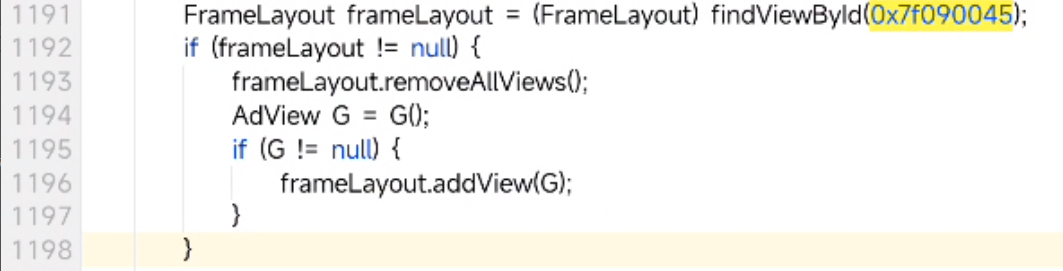 1191 FrameLayout frameLayout = (FrameLayout) findViewById(0x7f090045);
1192 if (frameLayout != null) {
1193 frameLayout.removeAllViews();
1194 AdView G = G();
1195 if (G != null) {
1196 frameLayout.addView(G);
1197 }
1198 }